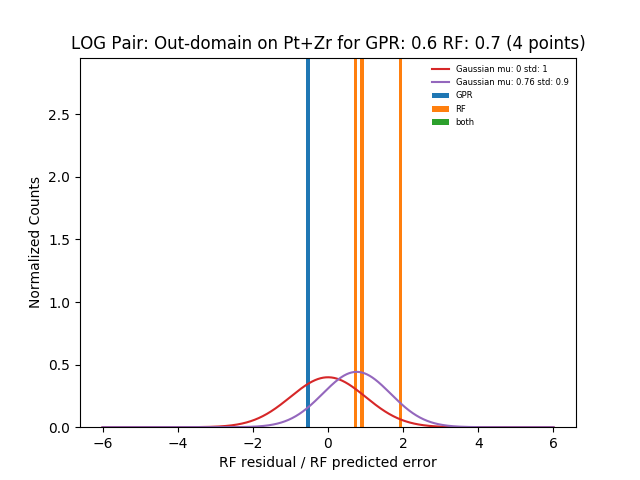 LOG Pair: Out-domain on Pt+Zr for GPR: 0.6 RF: 0.7 (4 points)
Gaussian mu: 0 std: 1
Gaussian mu: 0.76 std: 0.9
GPR
RF
both
Normalized Counts
2.5
2.0
1.5
1.0
0.5
0.0
−6 −4 −2 0 2 4 6
RF residual / RF predicted error